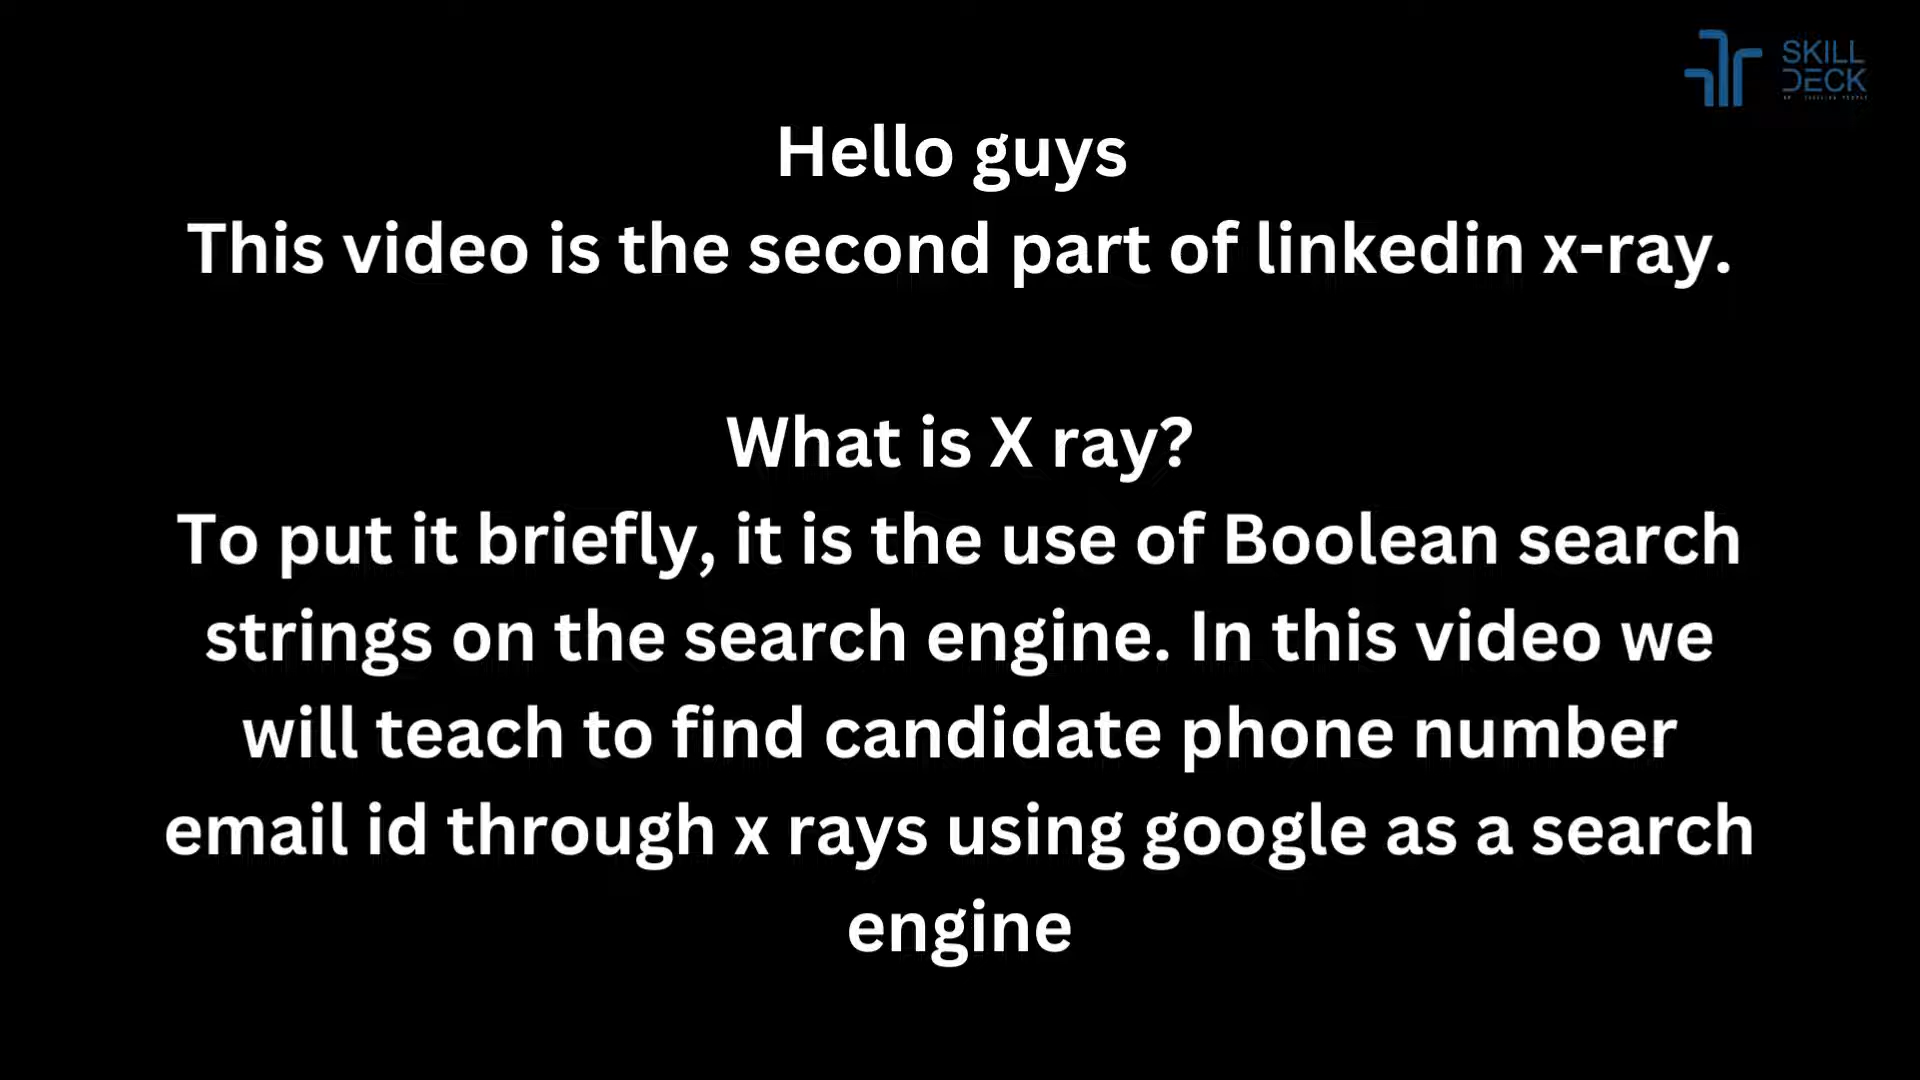 SKILL
DECK
Hello guys
This video is the second part of linkedin x-ray.
What is X ray?
To put it briefly, it is the use of Boolean search
strings on the search engine. In this video we
will teach to find candidate phone number
email id through x rays using google as a search
engine